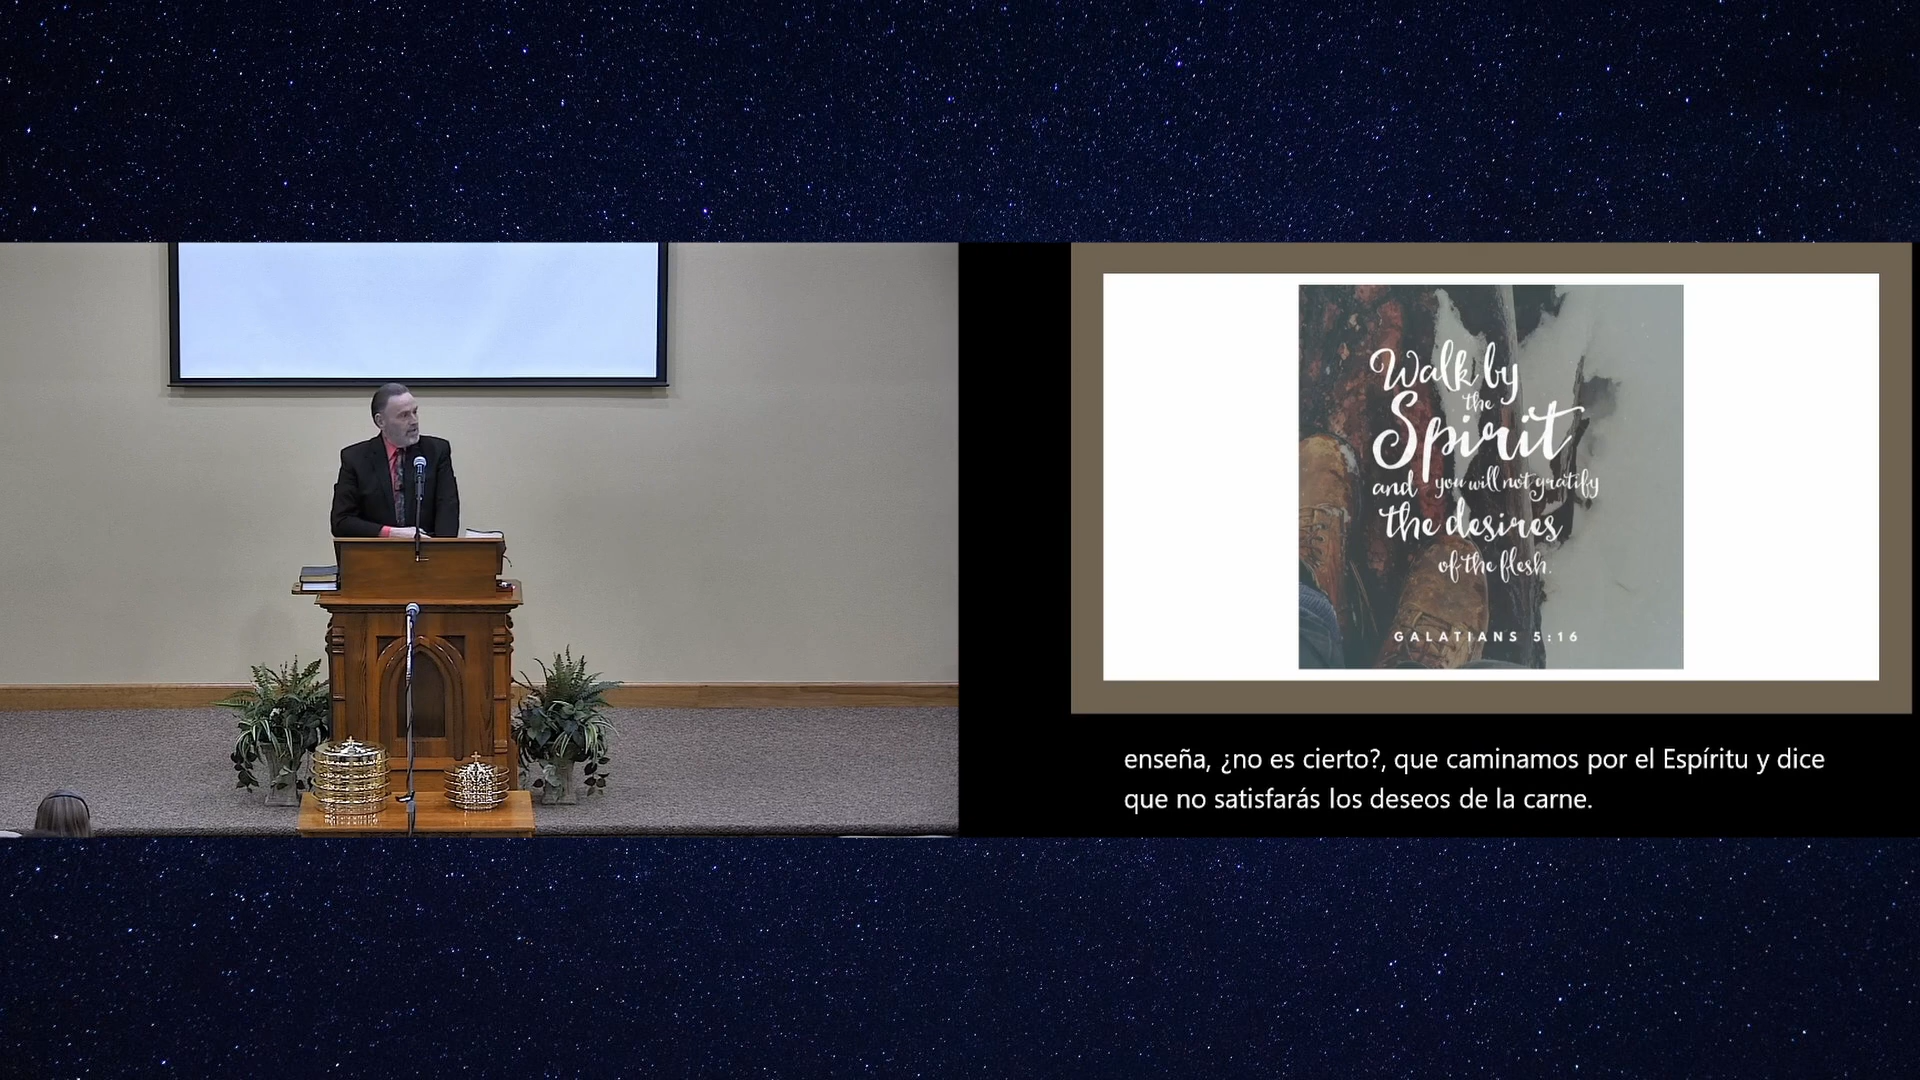 Walk by
the
Spirit
and you will not gratify
the desires
of the flesh.
GALATIANS 5:16
enseña, ¿no es cierto?, que caminamos por el Espíritu y dice
que no satisfarás los deseos de la carne.